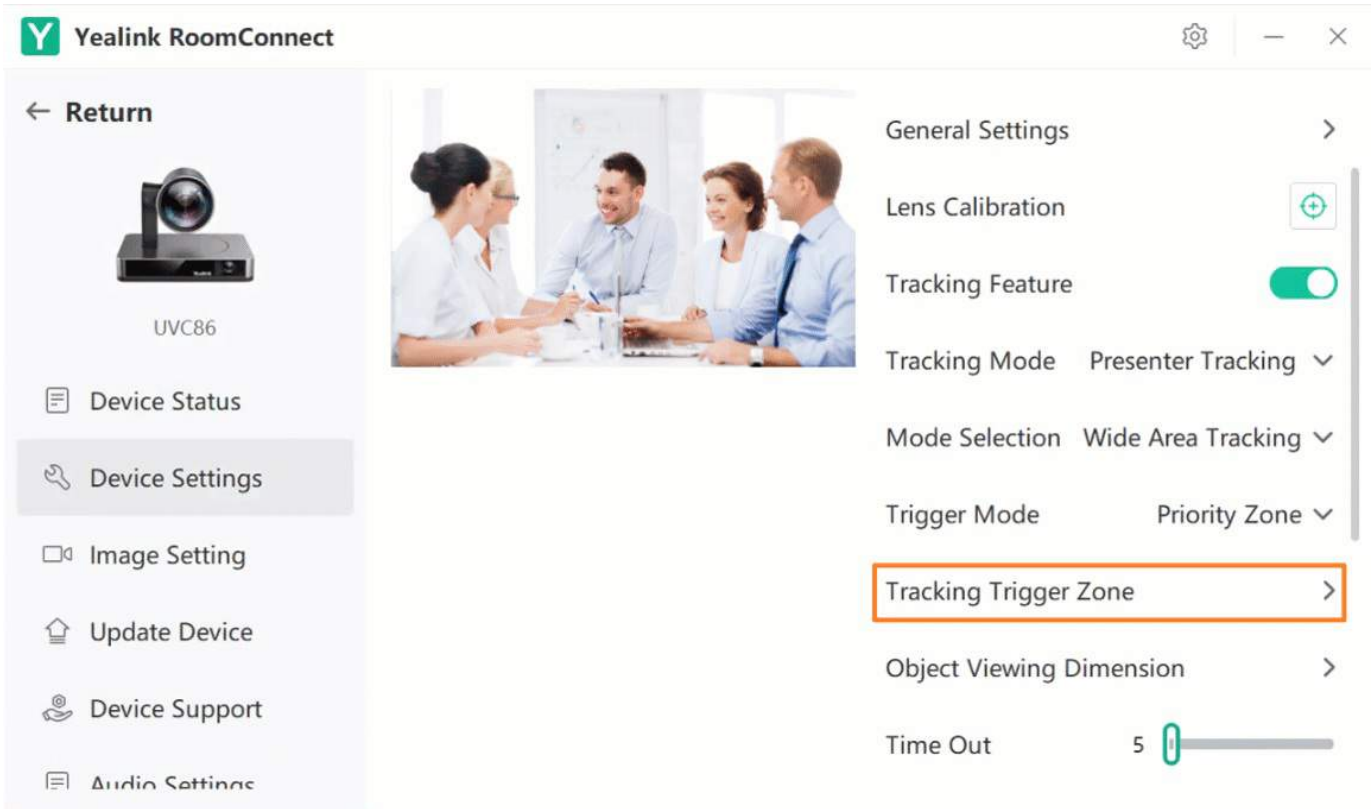 Y Yealink RoomConnect
Return
UVC86
Device Status
Device Settings
Image Setting
Update Device
Device Support
Audio Settings
General Settings
Lens Calibration
Tracking Feature
Tracking Mode Presenter Tracking
Mode Selection Wide Area Tracking
Trigger Mode Priority Zone
Tracking Trigger Zone
Object Viewing Dimension
Time Out 5